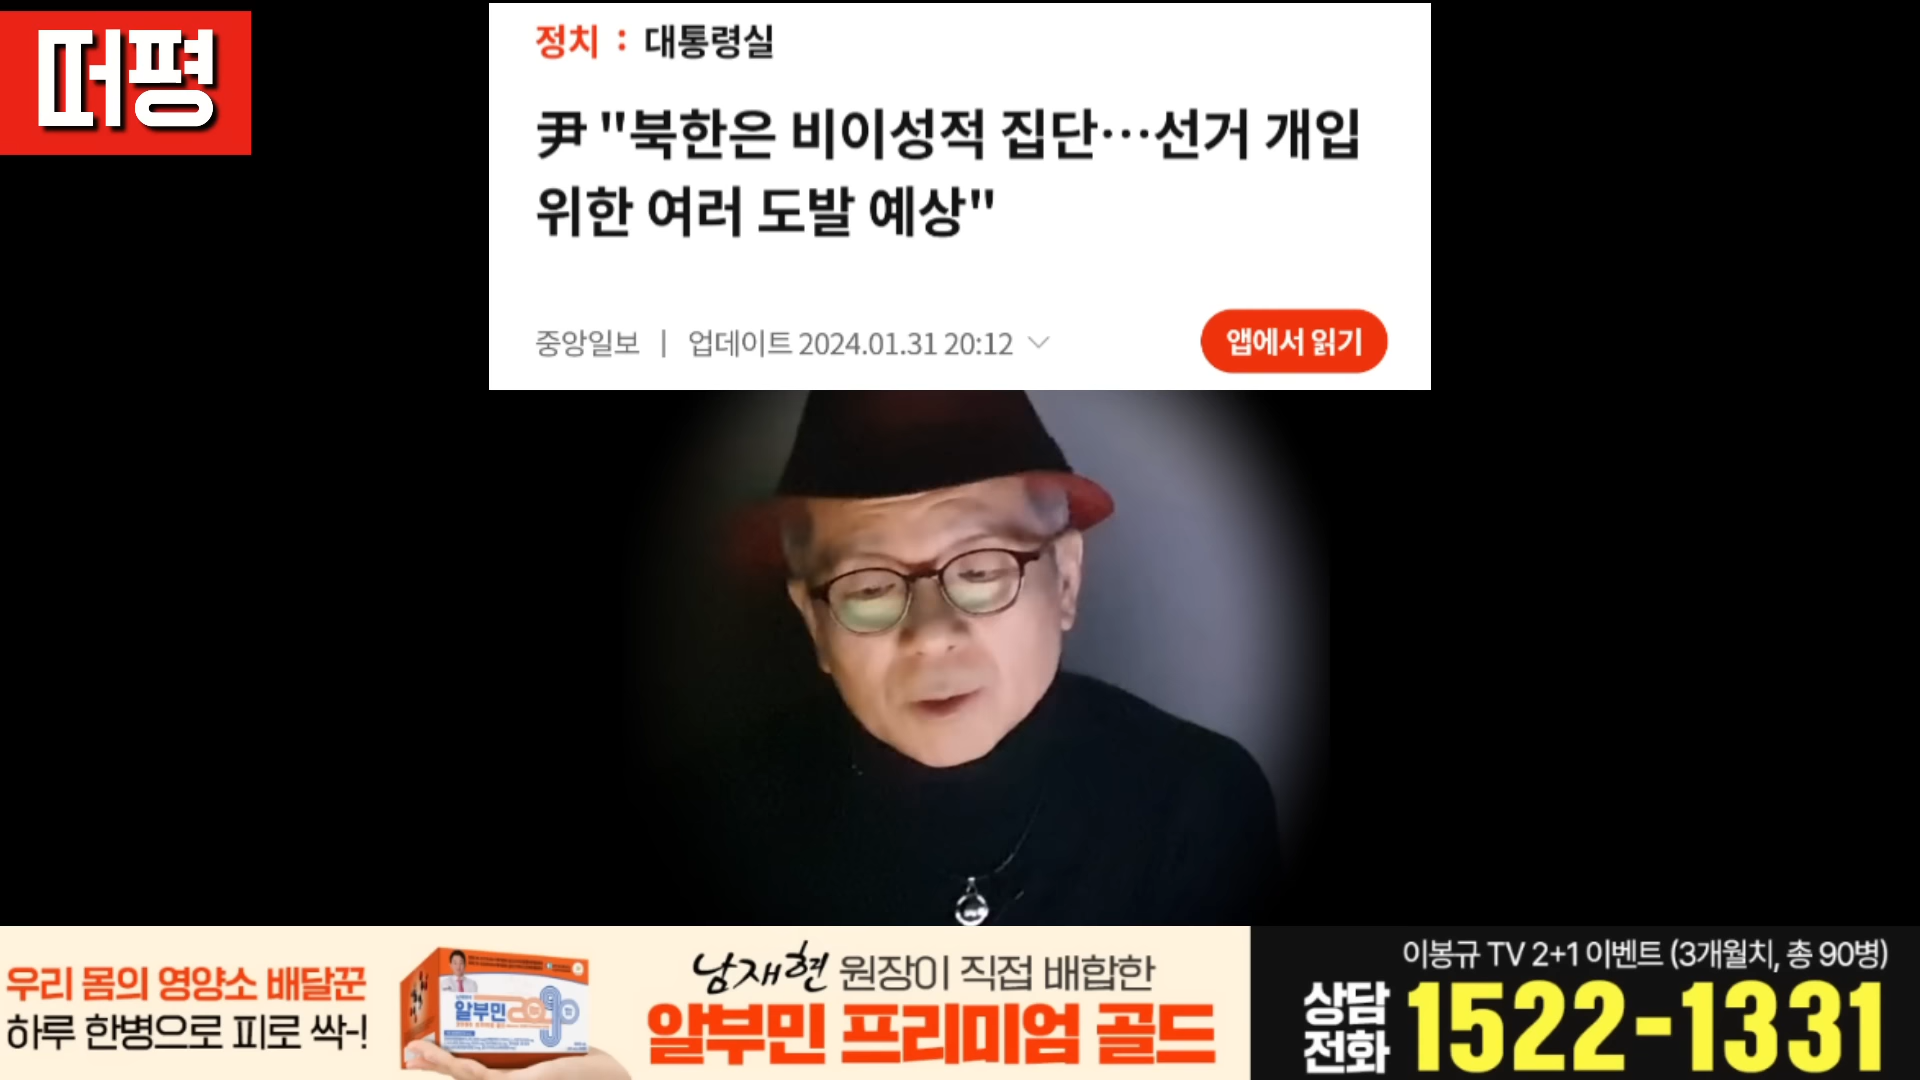 떠평
정치 : 대통령실
尹 "북한은 비이성적 집단…선거 개입
위한 여러 도발 예상"
중앙일보 | 업데이트 2024.01.31 20:12
앱에서 읽기
우리 몸의 영양소 배달꾼
하루 한병으로 피로 싹-!
알부민
남재현 원장이 직접 배합한
알부민 프리미엄 골드
이봉규 TV 2+1 이벤트 (3개월치, 총 90병)
상담
전화
1522-1331